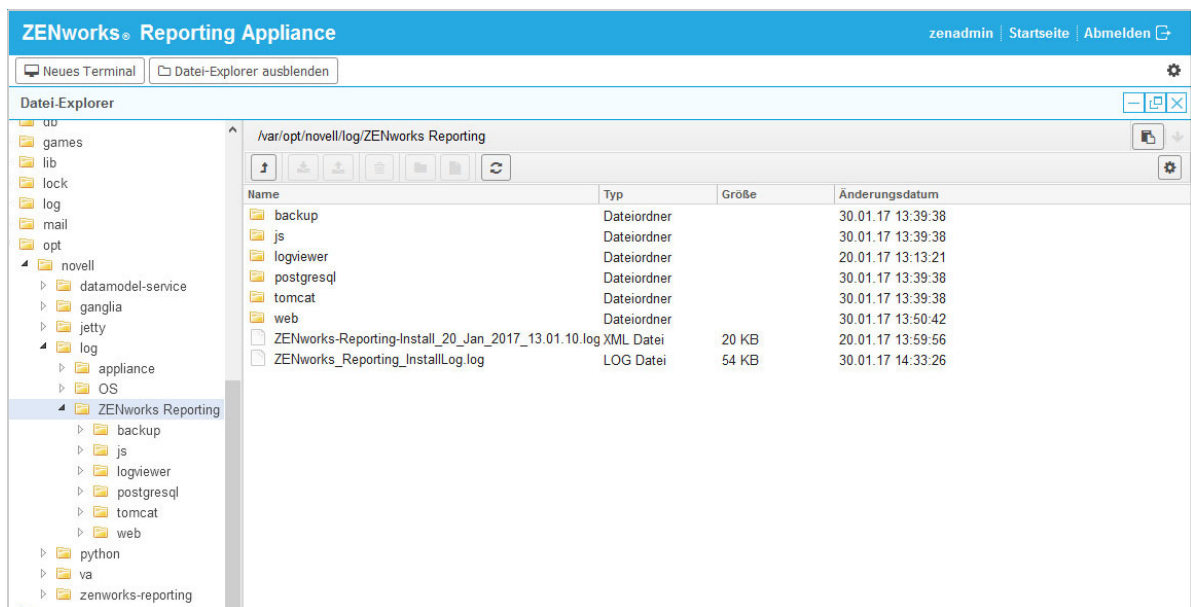 ZENworks® Reporting Appliance
zenadmin | Startseite | Abmelden
Neues Terminal
Datei-Explorer ausblenden
Datei-Explorer
db
games
lib
lock
log
mail
opt
novell
datamodel-service
ganglia
jetty
log
appliance
OS
ZENworks Reporting
backup
js
logviewer
postgresql
tomcat
web
python
va
zenworks-reporting
/var/opt/novell/log/ZENworks Reporting
Name Typ Größe Änderungsdatum
backup Dateiordner 30.01.17 13:39:38
js Dateiordner 30.01.17 13:39:38
logviewer Dateiordner 20.01.17 13:13:21
postgresql Dateiordner 30.01.17 13:39:38
tomcat Dateiordner 30.01.17 13:39:38
web Dateiordner 30.01.17 13:50:42
ZENworks-Reporting-Install_20_Jan_2017_13.01.10.log XML Datei 20 KB 20.01.17 13:59:56
ZENworks_Reporting_InstallLog.log LOG Datei 54 KB 30.01.17 14:33:26